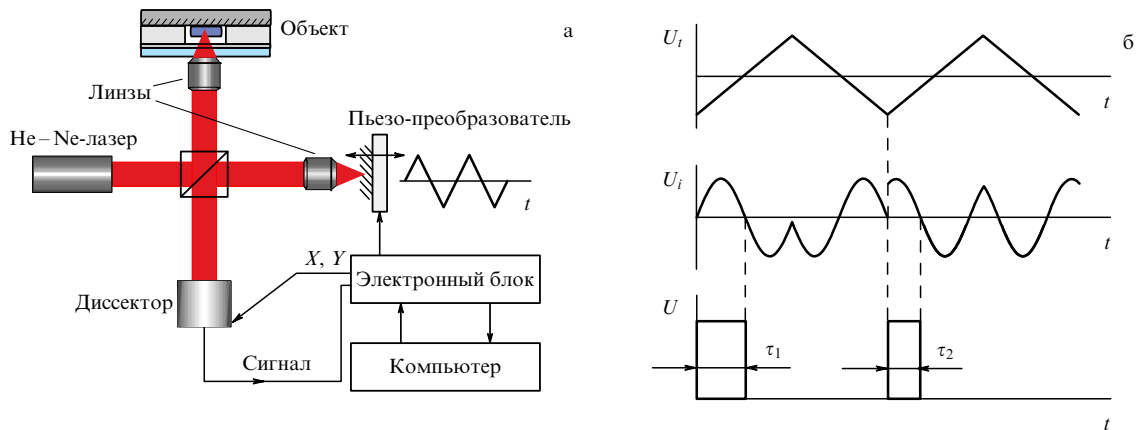 Объект
а
Линзы
Пьезо-преобразователь
He – Ne-лазер
t
X, Y
Электронный блок
Диссектор
Сигнал
Компьютер
б
U_t
t
U_i
t
U
τ_1
τ_2
t